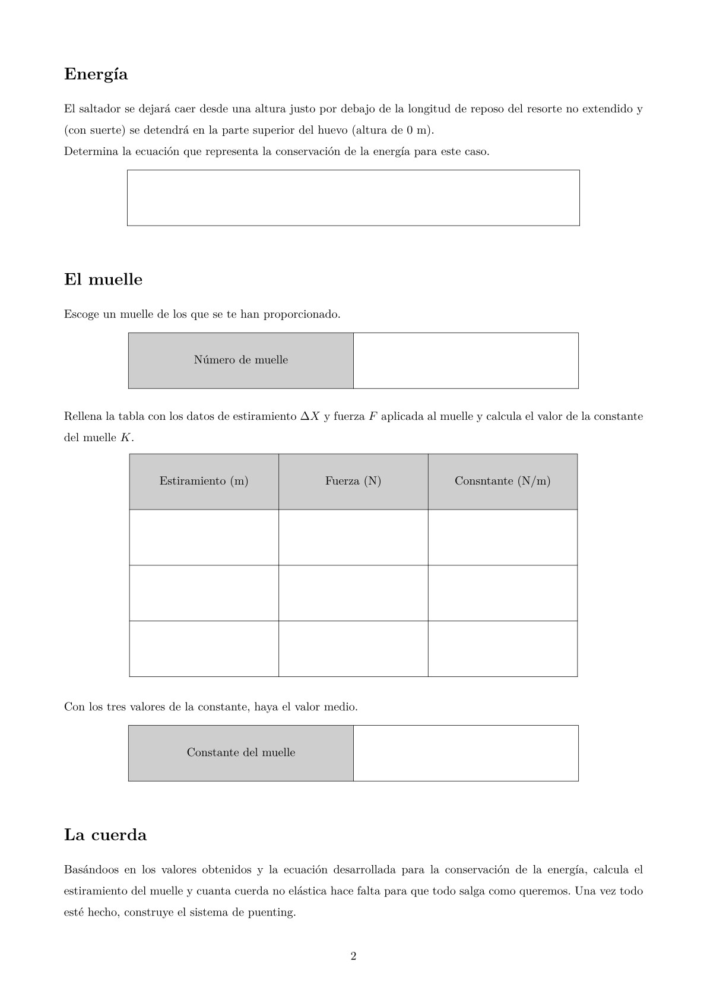 Energía
El saltador se dejará caer desde una altura justo por debajo de la longitud de reposo del resorte no extendido y
(con suerte) se detendrá en la parte superior del huevo (altura de 0 m).
Determina la ecuación que representa la conservación de la energía para este caso.
El muelle
Escoge un muelle de los que se te han proporcionado.
Número de muelle
Rellena la tabla con los datos de estiramiento ΔX y fuerza F aplicada al muelle y calcula el valor de la constante
del muelle K.
Estiramiento (m) Fuerza (N) Consntante (N/m)
Con los tres valores de la constante, haya el valor medio.
Constante del muelle
La cuerda
Basándoos en los valores obtenidos y la ecuación desarrollada para la conservación de la energía, calcula el
estiramiento del muelle y cuanta cuerda no elástica hace falta para que todo salga como queremos. Una vez todo
esté hecho, construye el sistema de puenting.
2